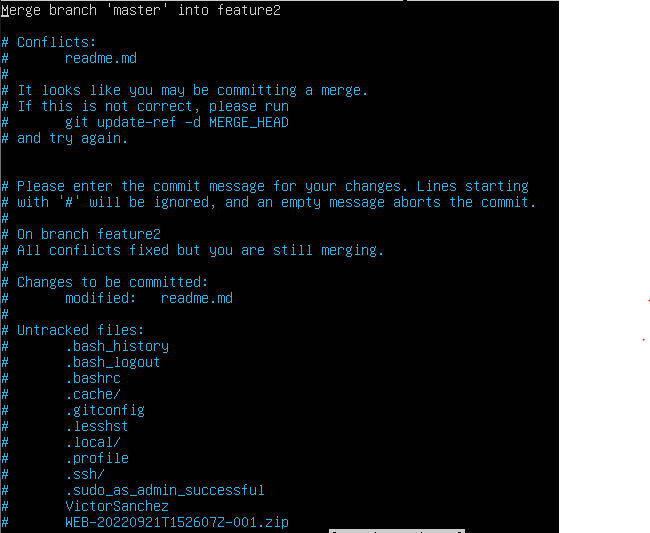 Merge branch 'master' into feature2

# Conflicts:
#       readme.md
#
# It looks like you may be committing a merge.
# If this is not correct, please run
#       git update-ref -d MERGE_HEAD
# and try again.


# Please enter the commit message for your changes. Lines starting
# with '#' will be ignored, and an empty message aborts the commit.
#
# On branch feature2
# All conflicts fixed but you are still merging.
#
# Changes to be committed:
#       modified:   readme.md
#
# Untracked files:
#       .bash_history
#       .bash_logout
#       .bashrc
#       .cache/
#       .gitconfig
#       .lesshst
#       .local/
#       .profile
#       .ssh/
#       .sudo_as_admin_successful
#       VictorSanchez
#       WEB-20220921T152607Z-001.zip